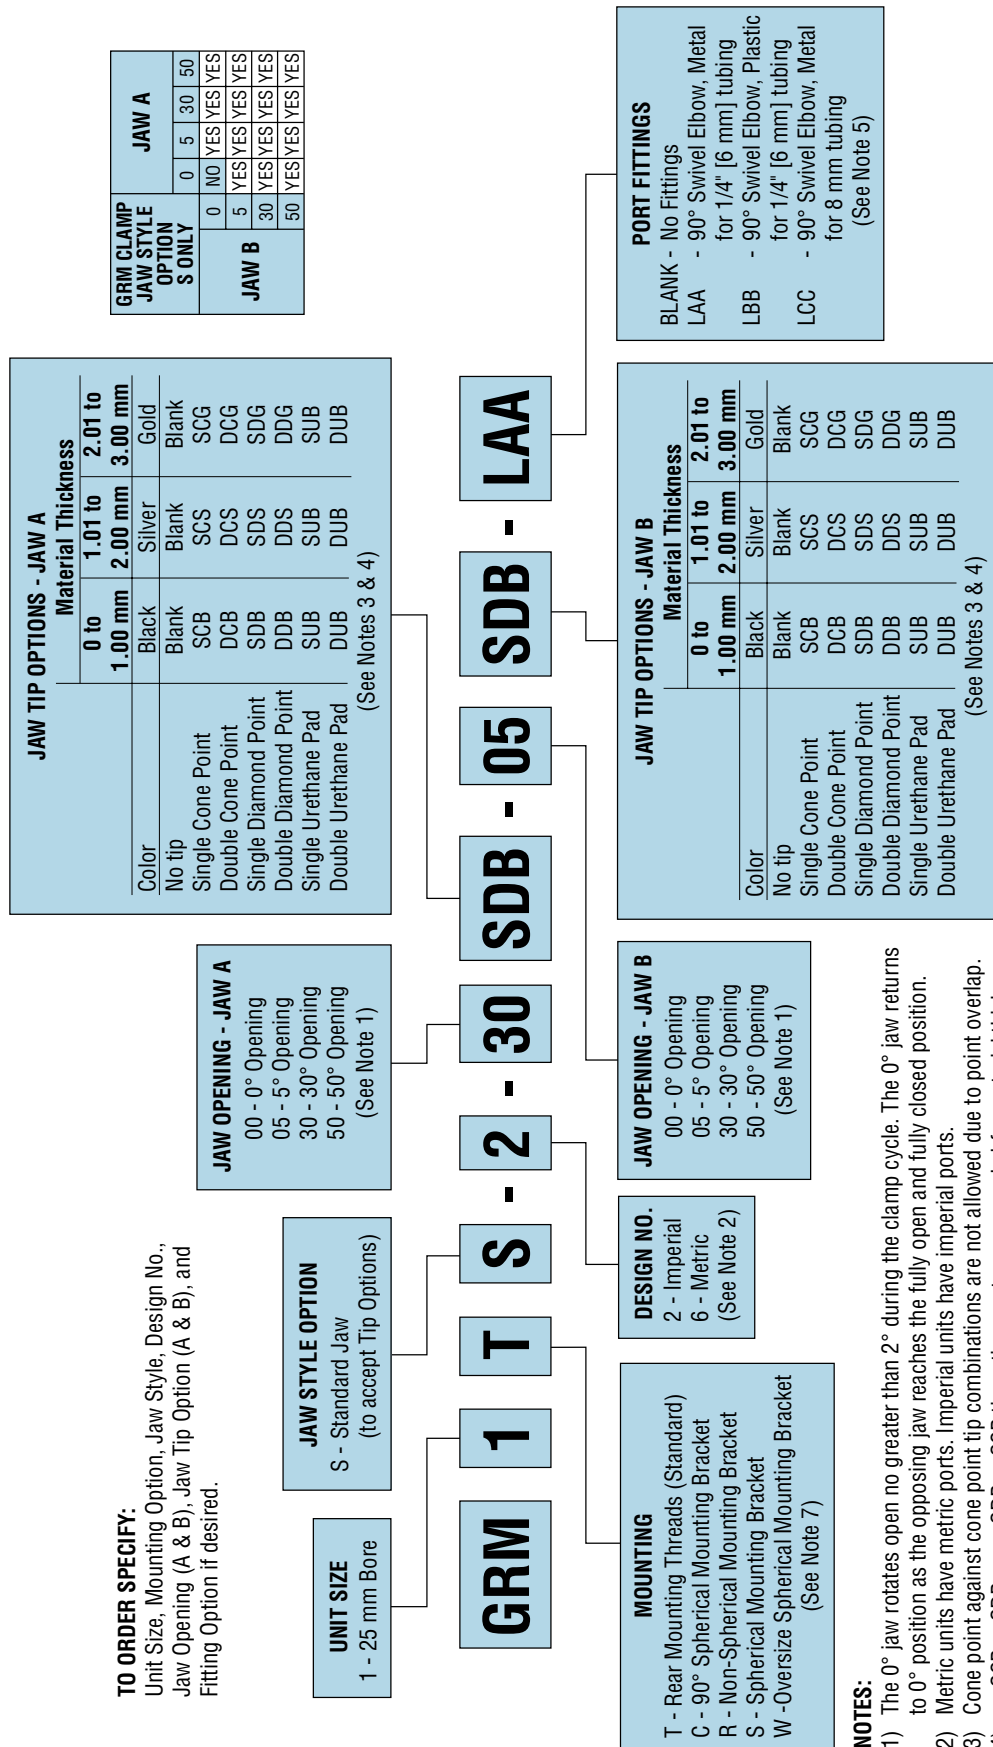 TO ORDER SPECIFY:
Unit Size, Mounting Option, Jaw Style, Design No.,
Jaw Opening (A & B), Jaw Tip Option (A & B), and
Fitting Option if desired.
GRM CLAMP
JAW STYLE
OPTION
S ONLY
JAW A
0 5 30 50
JAW B
0 NO YES YES YES
5 YES YES YES YES
30 YES YES YES YES
50 YES YES YES YES
UNIT SIZE
1 - 25 mm Bore
JAW STYLE OPTION
S - Standard Jaw
(to accept Tip Options)
JAW OPENING - JAW A
00 - 0° Opening
05 - 5° Opening
30 - 30° Opening
50 - 50° Opening
(See Note 1)
JAW TIP OPTIONS - JAW A
Material Thickness
0 to 1.01 to 2.01 to
1.00 mm 2.00 mm 3.00 mm
Color Black Silver Gold
No tip Blank Blank Blank
Single Cone Point SCB SCS SCG
Double Cone Point DCB DCS DCG
Single Diamond Point SDB SDS SDG
Double Diamond Point DDB DDS DDG
Single Urethane Pad SUB SUB SUB
Double Urethane Pad DUB DUB DUB
(See Notes 3 & 4)
GRM 1 T S - 2 - 30 SDB - 05 SDB - LAA
MOUNTING
T - Rear Mounting Threads (Standard)
C - 90° Spherical Mounting Bracket
R - Non-Spherical Mounting Bracket
S - Spherical Mounting Bracket
W -Oversize Spherical Mounting Bracket
(See Note 7)
DESIGN NO.
2 - Imperial
6 - Metric
(See Note 2)
JAW OPENING - JAW B
00 - 0° Opening
05 - 5° Opening
30 - 30° Opening
50 - 50° Opening
(See Note 1)
JAW TIP OPTIONS - JAW B
Material Thickness
0 to 1.01 to 2.01 to
1.00 mm 2.00 mm 3.00 mm
Color Black Silver Gold
No tip Blank Blank Blank
Single Cone Point SCB SCS SCG
Double Cone Point DCB DCS DCG
Single Diamond Point SDB SDS SDG
Double Diamond Point DDB DDS DDG
Single Urethane Pad SUB SUB SUB
Double Urethane Pad DUB DUB DUB
(See Notes 3 & 4)
PORT FITTINGS
BLANK - No Fittings
LAA - 90° Swivel Elbow, Metal
for 1/4" [6 mm] tubing
LBB - 90° Swivel Elbow, Plastic
for 1/4" [6 mm] tubing
LCC - 90° Swivel Elbow, Metal
for 8 mm tubing
(See Note 5)
NOTES:
1) The 0° jaw rotates open no greater than 2° during the clamp cycle. The 0° jaw returns
to 0° position as the opposing jaw reaches the fully open and fully closed position.
2) Metric units have metric ports. Imperial units have imperial ports.
3) Cone point against cone point tip combinations are not allowed due to point overlap.